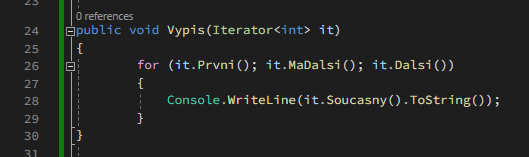 23
0 references
24 public void Vypis(Iterator<int> it)
25 {
26 for (it.Prvni(); it.MaDalsi(); it.Dalsi())
27 {
28 Console.WriteLine(it.Soucasny().ToString());
29 }
30 }
31